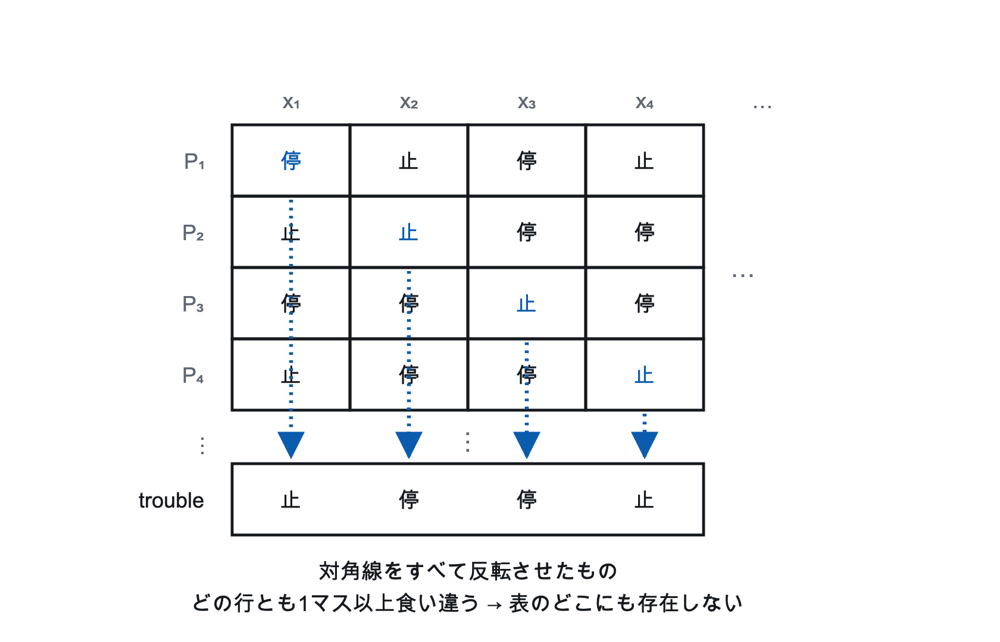 x₁ x₂ x₃ x₄ …
P₁ 停 止 停 止
P₂ 止 止 停 停
…
P₃ 停 停 止 停
P₄ 止 停 停 止
⋮ ⋮
trouble 止 停 停 止
対角線をすべて反転させたもの
どの行とも1マス以上食い違う → 表のどこにも存在しない